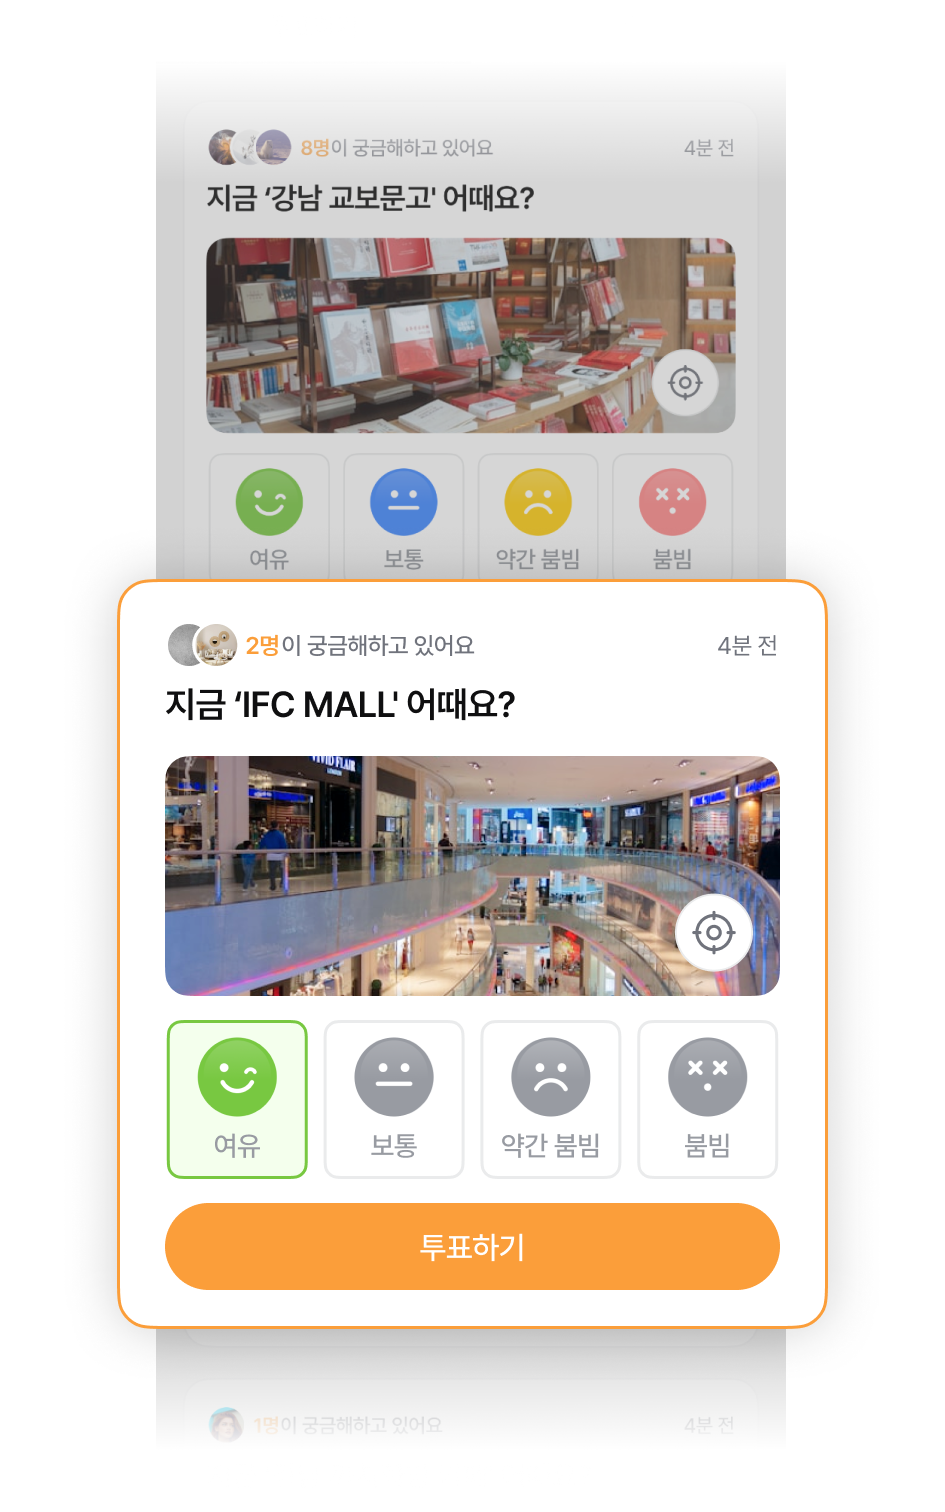 8명이 궁금해하고 있어요 4분 전
지금 ‘강남 교보문고' 어때요?
여유 보통 약간 붐빔 붐빔
2명이 궁금해하고 있어요 4분 전
지금 ‘IFC MALL' 어때요?
VIVID FLAIR
LONDON
여유 보통 약간 붐빔 붐빔
투표하기
1명이 궁금해하고 있어요 4분 전